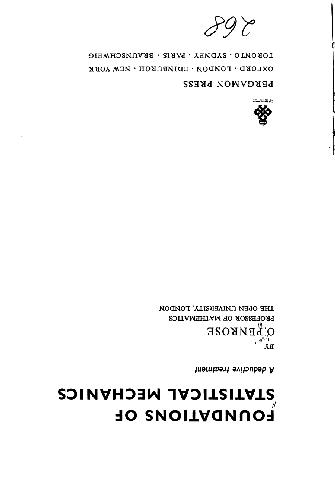 FOUNDATIONS OF
STATISTICAL MECHANICS
A deductive treatment
BY
O. PENROSE
PROFESSOR OF MATHEMATICS
THE OPEN UNIVERSITY, LONDON
PERGAMON PRESS
OXFORD · LONDON · EDINBURGH · NEW YORK
TORONTO · SYDNEY · PARIS · BRAUNSCHWEIG
268